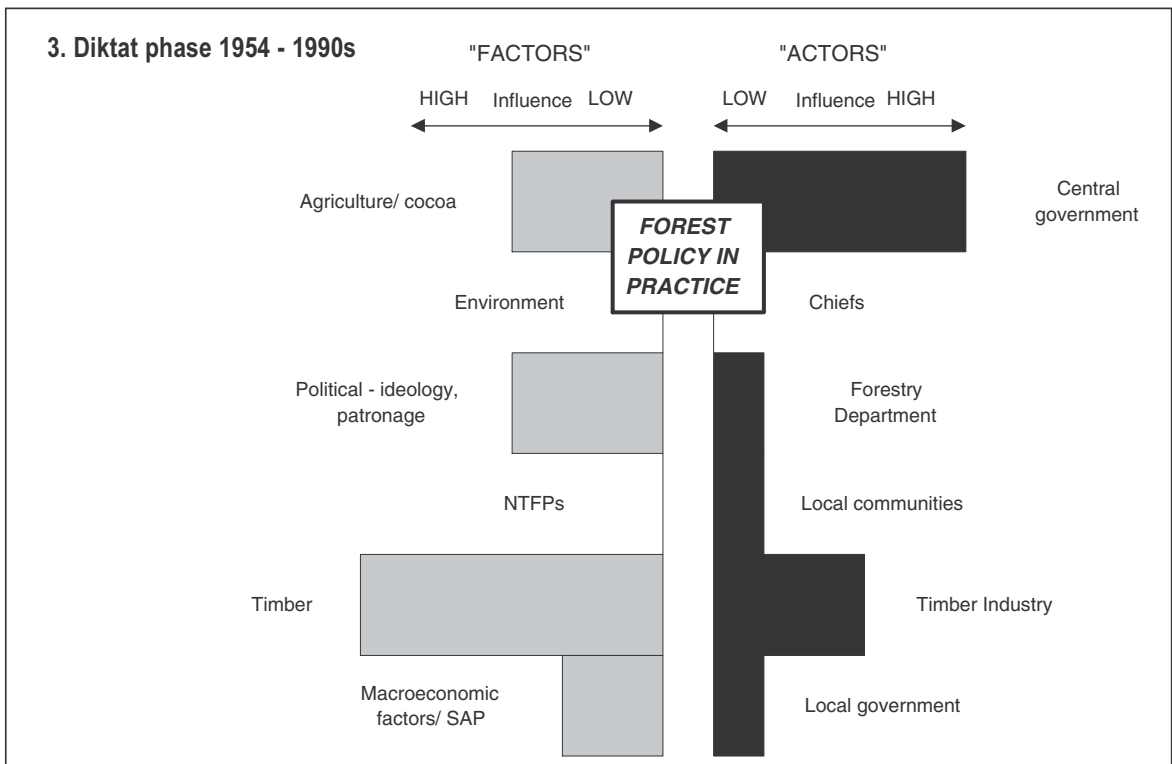 3. Diktat phase 1954 - 1990s
"FACTORS"
"ACTORS"
HIGH Influence LOW
LOW Influence HIGH
Agriculture/ cocoa
Central
government
FOREST
POLICY IN
PRACTICE
Environment
Chiefs
Political - ideology,
patronage
Forestry
Department
NTFPs
Local communities
Timber
Timber Industry
Macroeconomic
factors/ SAP
Local government